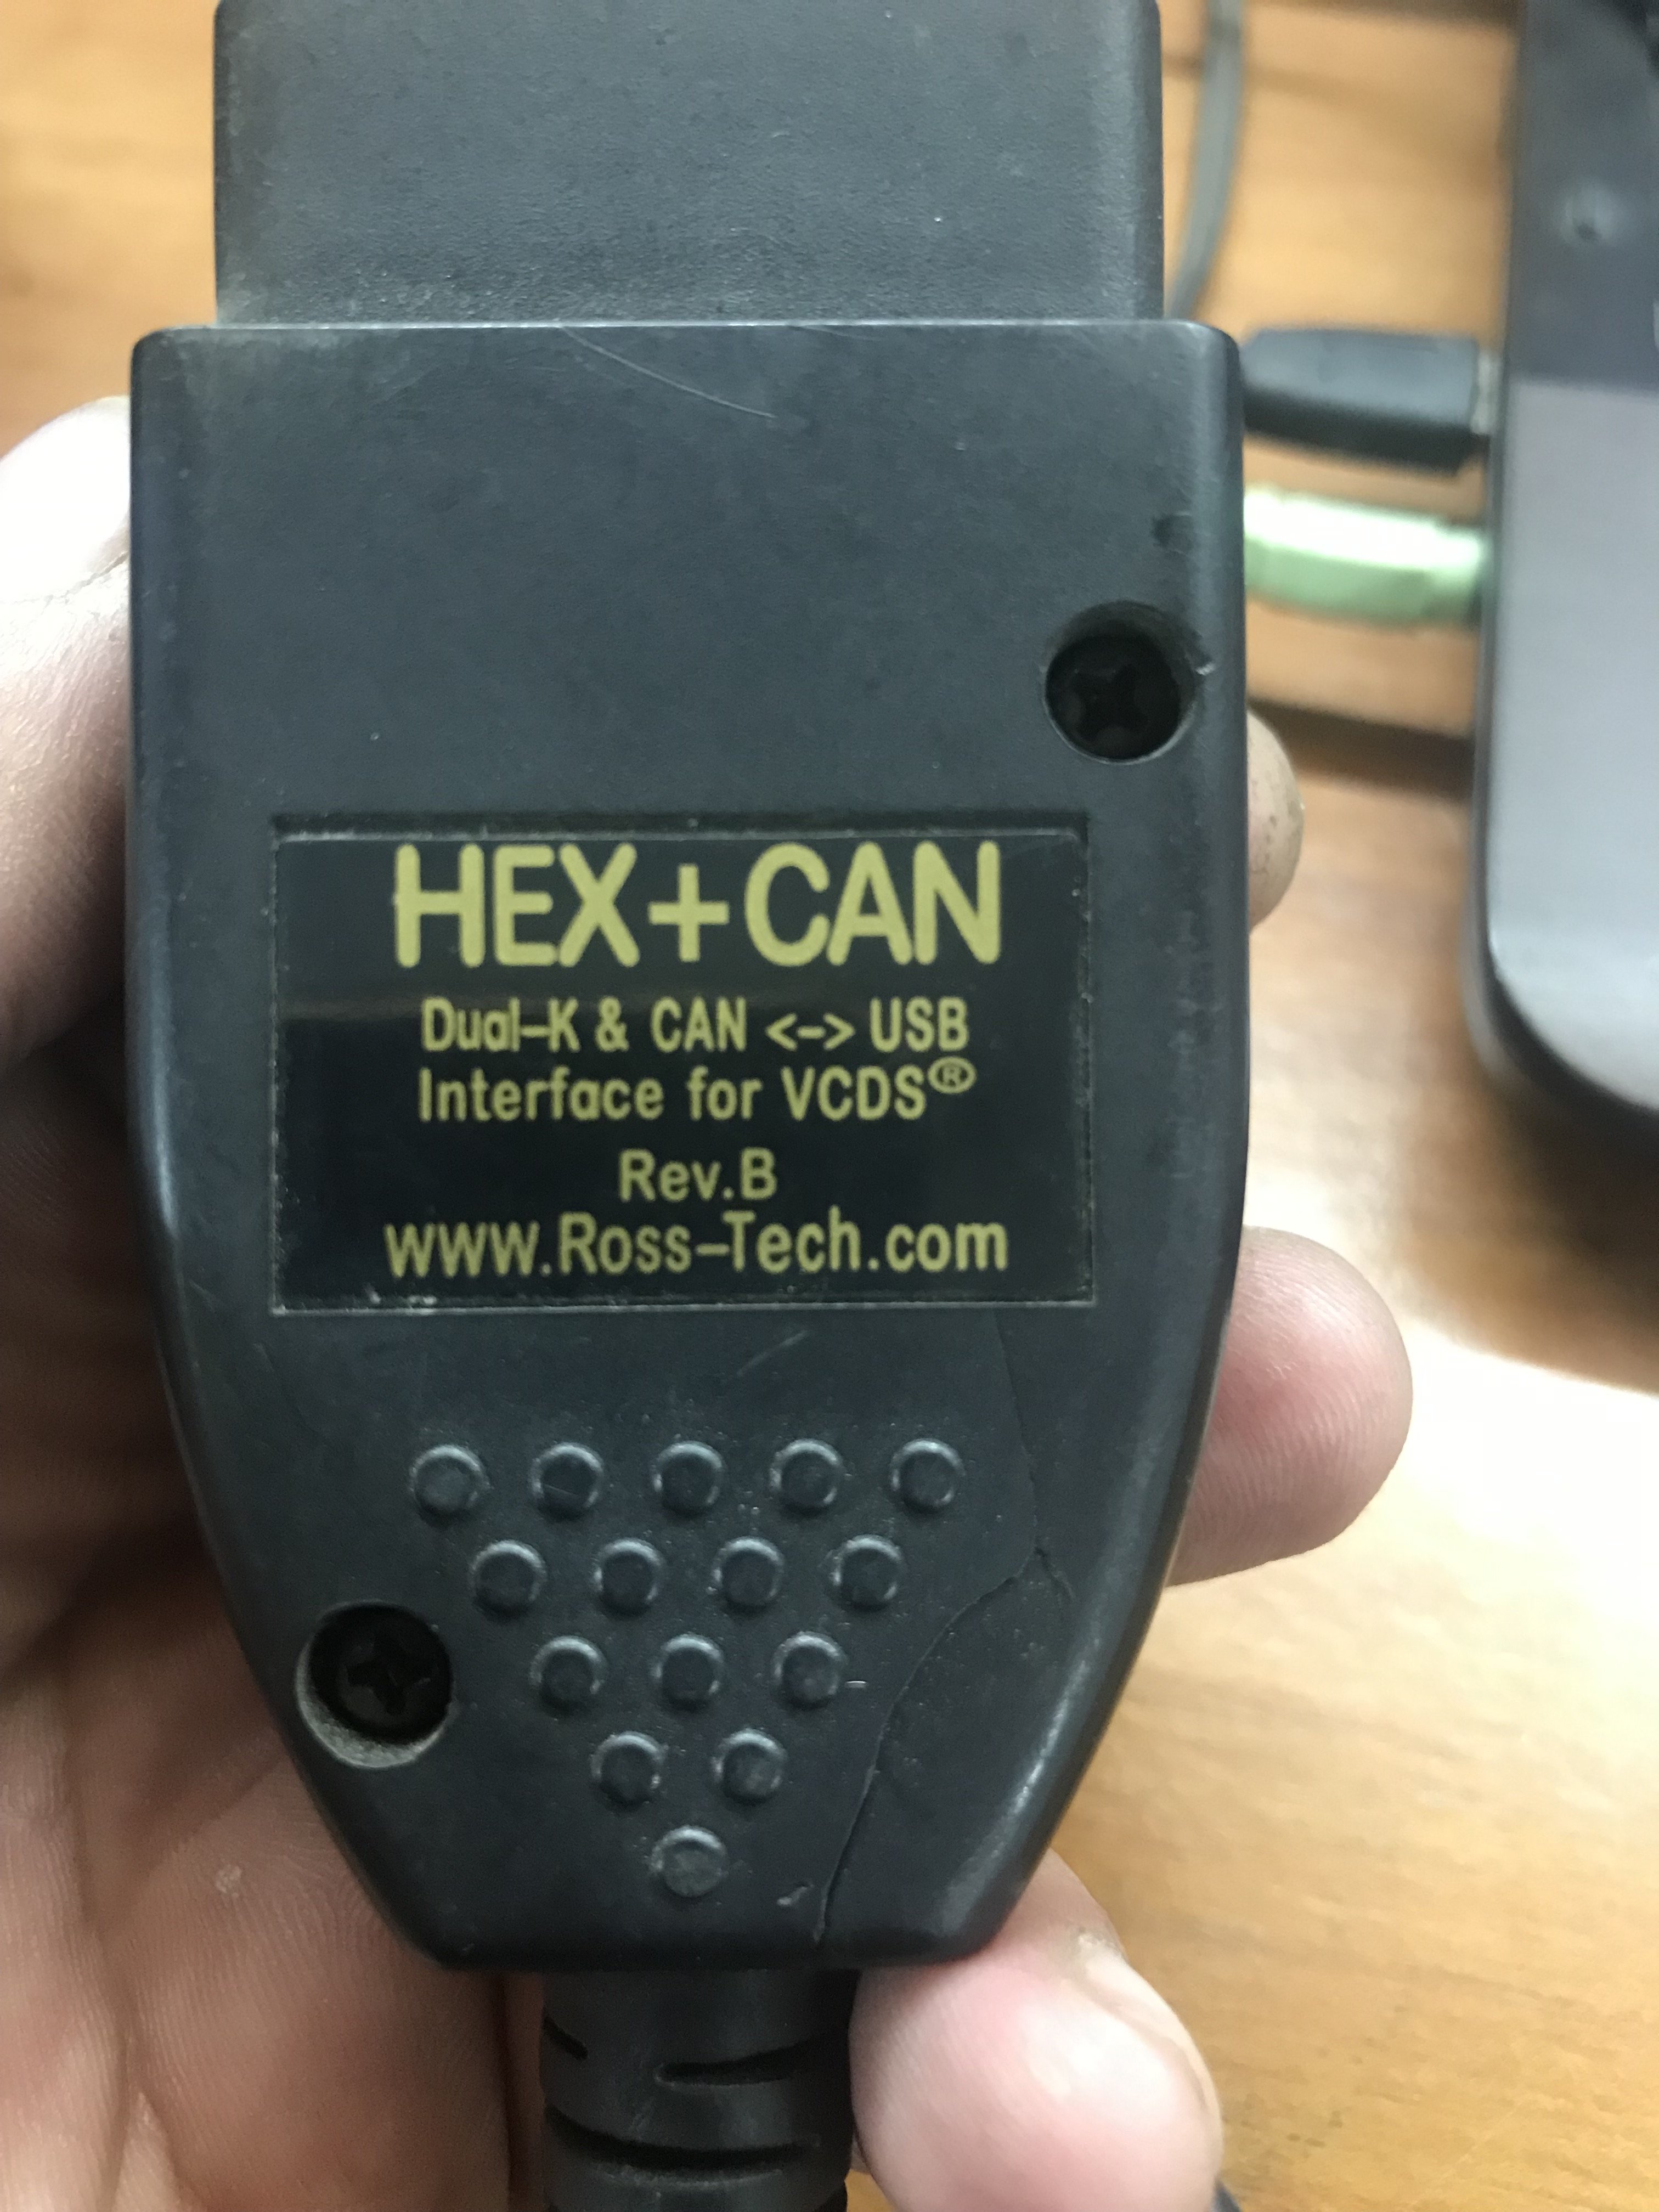 HEX+CAN
Dual-K & CAN <-> USB
Interface for VCDS®
Rev.B
www.Ross-Tech.com